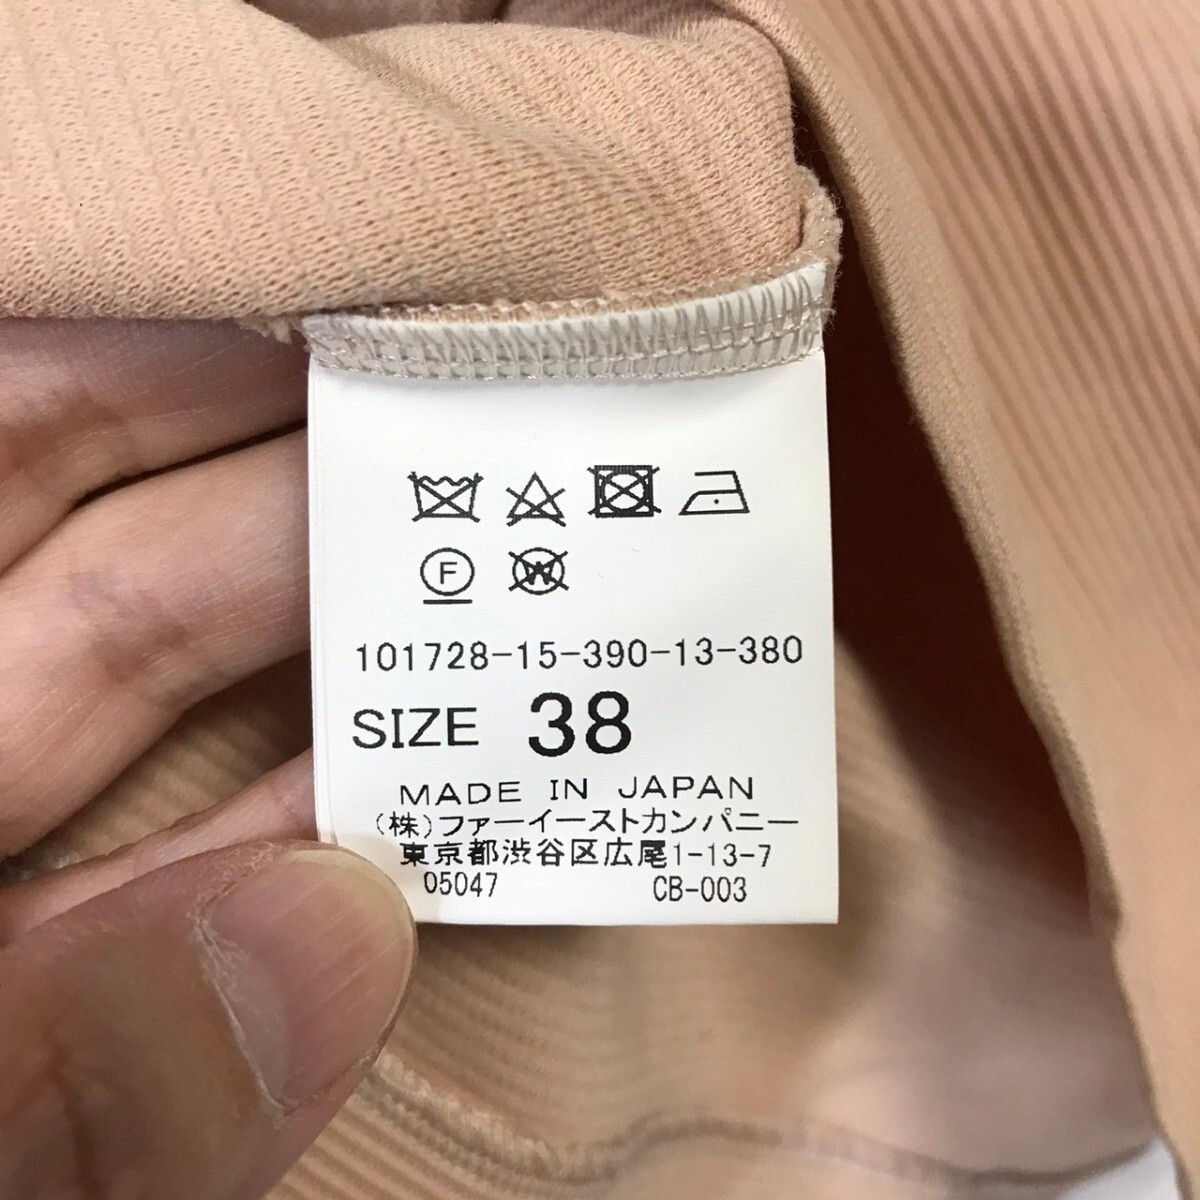 F W
101728-15-390-13-380
SIZE 38
MADE IN JAPAN
(株)ファーイーストカンパニー
東京都渋谷区広尾1-13-7
05047 CB-003